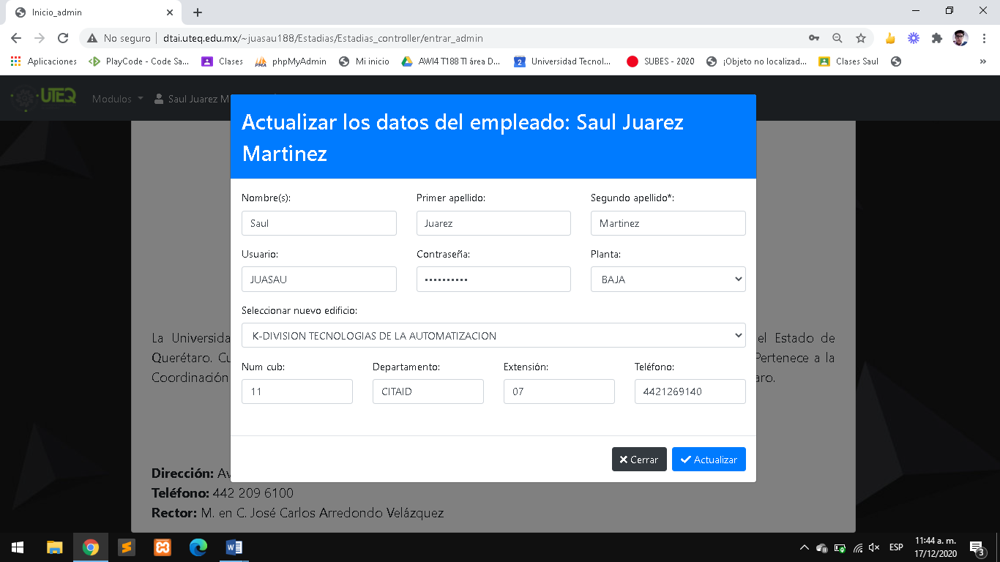 Inicio_admin
No seguro | dtai.uteq.edu.mx/~juasau188/Estadias/Estadias_controller/entrar_admin
Aplicaciones PlayCode - Code Sa... Clases phpMyAdmin Mi inicio AWI4 T188 TI área D... Universidad Tecnol... SUBES - 2020 ¡Objeto no localizad... Clases Saul »
UTEQ Modulos Saul Juarez M
Actualizar los datos del empleado: Saul Juarez
Martinez
Nombre(s): Primer apellido: Segundo apellido*:
Saul Juarez Martinez
Usuario: Contraseña: Planta:
JUASAU •••••••••• BAJA
Seleccionar nuevo edificio:
K-DIVISION TECNOLOGIAS DE LA AUTOMATIZACION
La Universida el Estado de
Querétaro. Cu Pertenece a la
Coordinación aro.
Num cub: Departamento: Extensión: Teléfono:
11 CITAID 07 4421269140
Cerrar Actualizar
Dirección: Av
Teléfono: 442 209 6100
Rector: M. en C. José Carlos Arredondo Velázquez
ESP 11:44 a. m.
17/12/2020 3